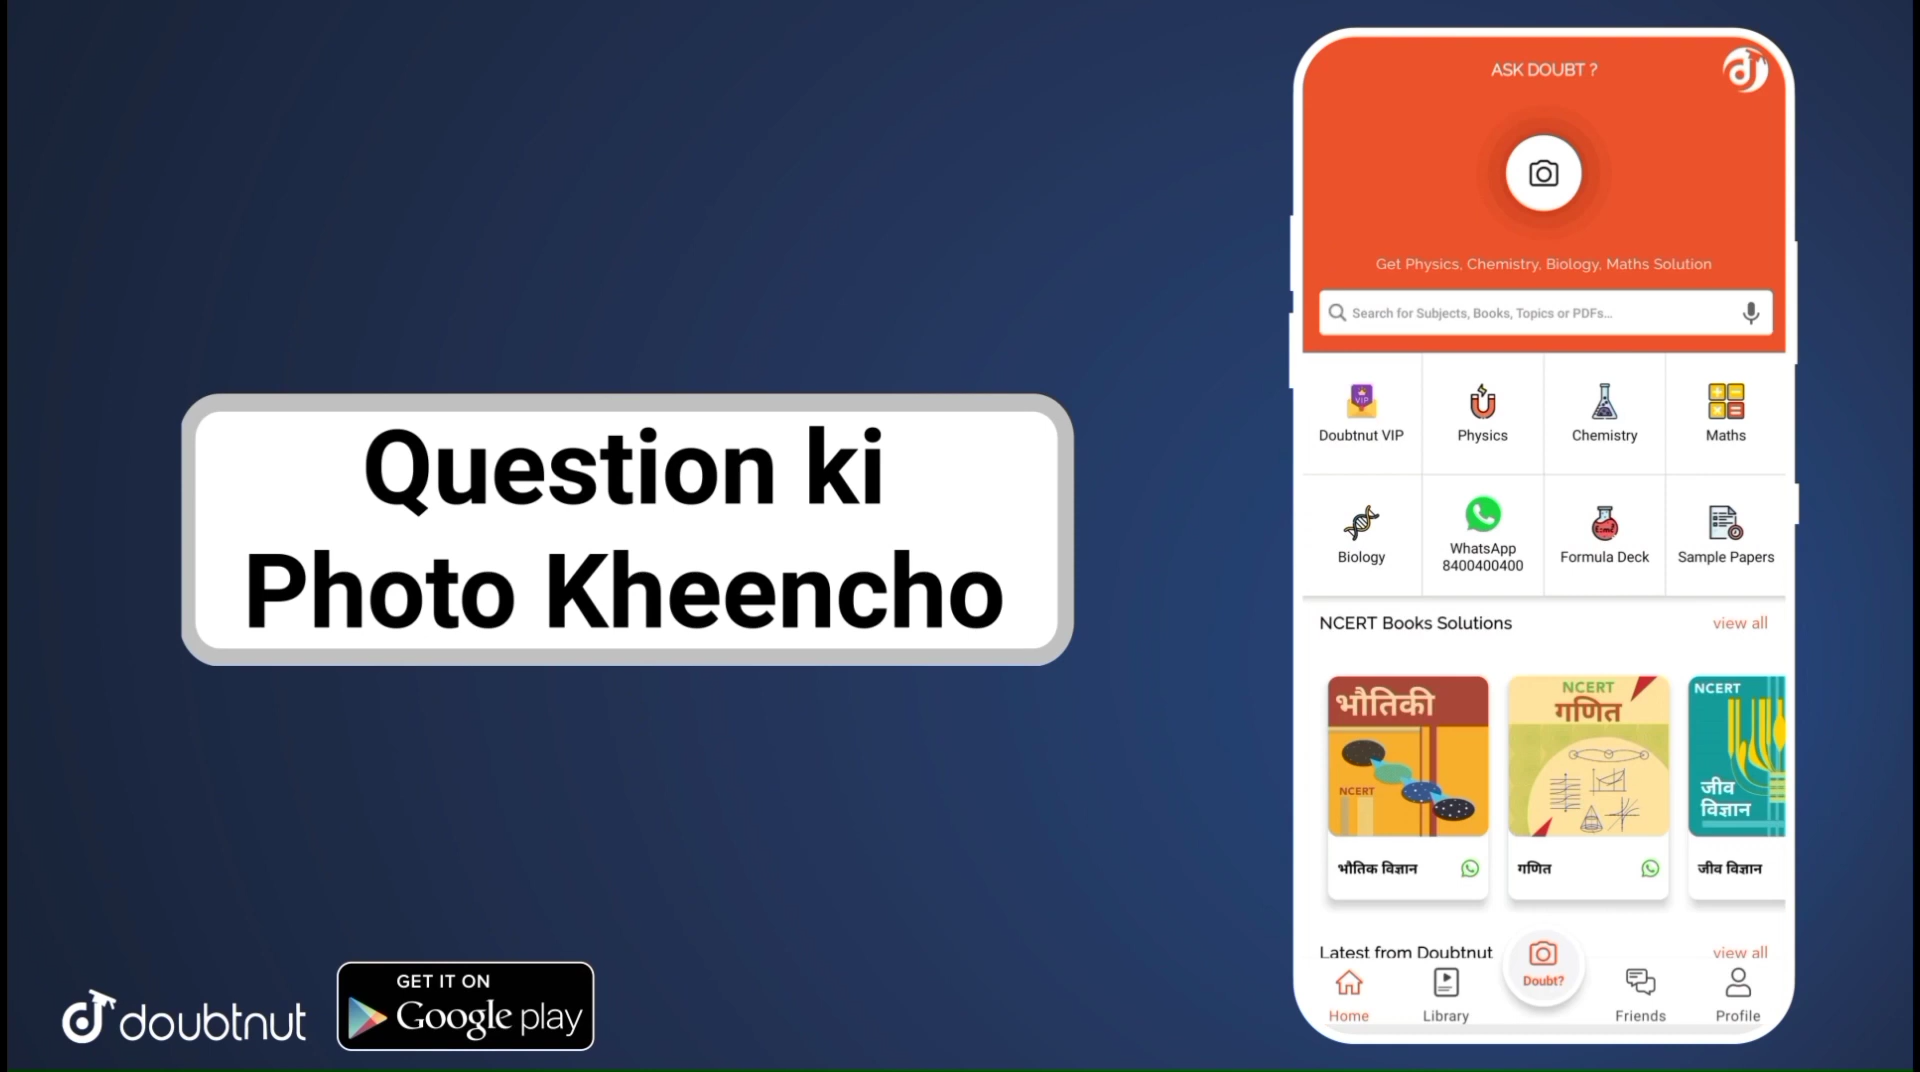 Question ki
Photo Kheencho
doubtnut
GET IT ON
Google play
ASK DOUBT ?
Get Physics, Chemistry, Biology, Maths Solution
Search for Subjects, Books, Topics or PDFs...
Doubtnut VIP
Physics
Chemistry
Maths
Biology
WhatsApp
8400400400
Formula Deck
Sample Papers
NCERT Books Solutions
view all
भौतिकी
NCERT
भौतिक विज्ञान
NCERT
गणित
गणित
NCERT
जीव
विज्ञान
जीव विज्ञान
Latest from Doubtnut
view all
Home
Library
Doubt?
Friends
Profile